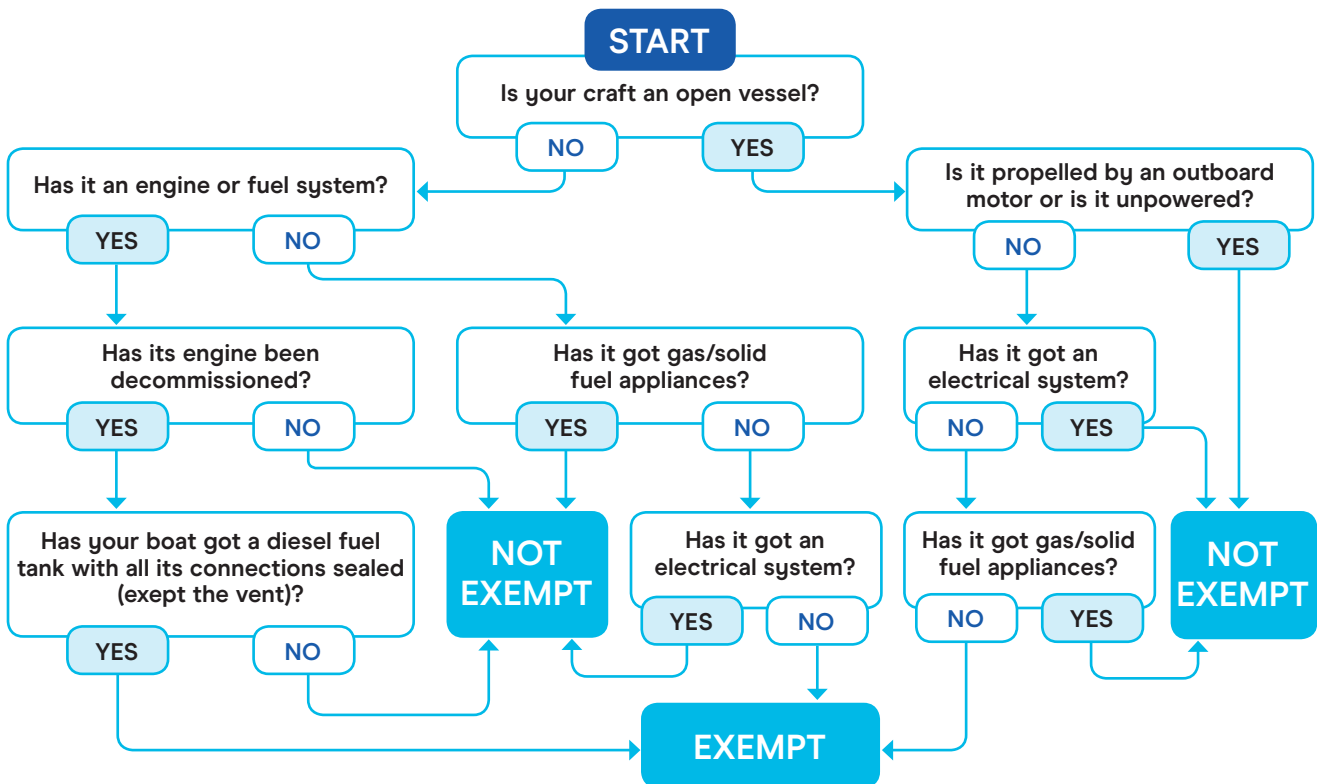 START
Is your craft an open vessel?
NO
YES
Has it an engine or fuel system?
YES
NO
Is it propelled by an outboard
motor or is it unpowered?
NO
YES
Has its engine been
decommissioned?
YES
NO
Has it got gas/solid
fuel appliances?
YES
NO
Has it got an
electrical system?
NO
YES
Has your boat got a diesel fuel
tank with all its connections sealed
(exept the vent)?
YES
NO
NOT
EXEMPT
Has it got an
electrical system?
YES
NO
Has it got gas/solid
fuel appliances?
NO
YES
NOT
EXEMPT
EXEMPT